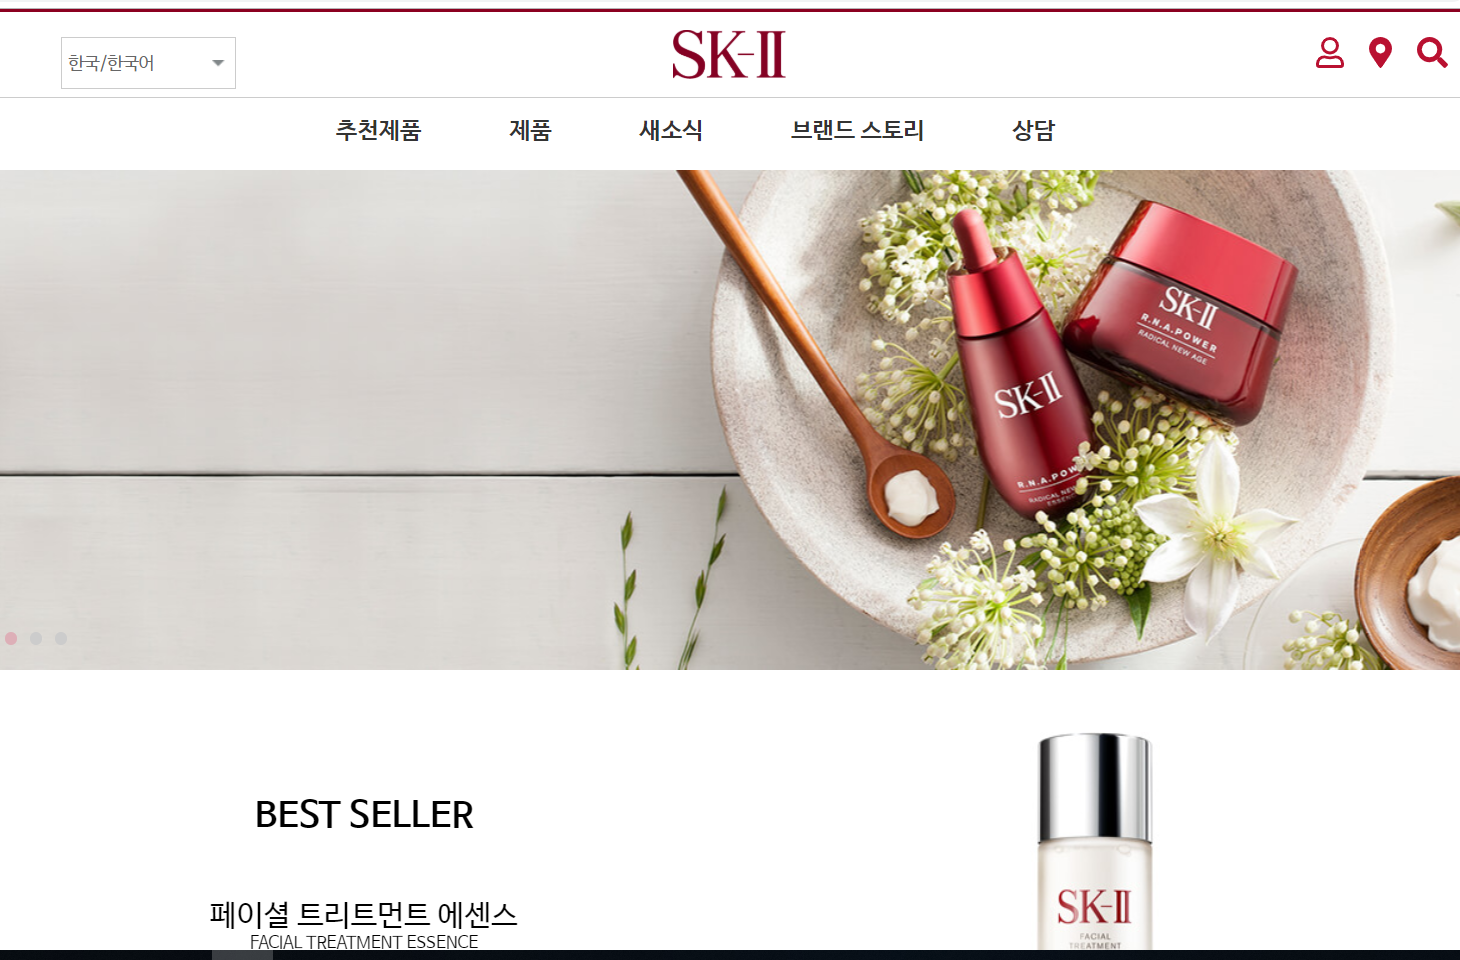 한국/한국어
SK-II
추천제품 제품 새소식 브랜드 스토리 상담
SK-II
R.N.A.POWER
RADICAL NEW AGE
SK-II
R.N.A.POW
RADICAL NEW
BEST SELLER
페이셜 트리트먼트 에센스
FACIAL TREATMENT ESSENCE
SK-II
FACIAL
TREATMENT